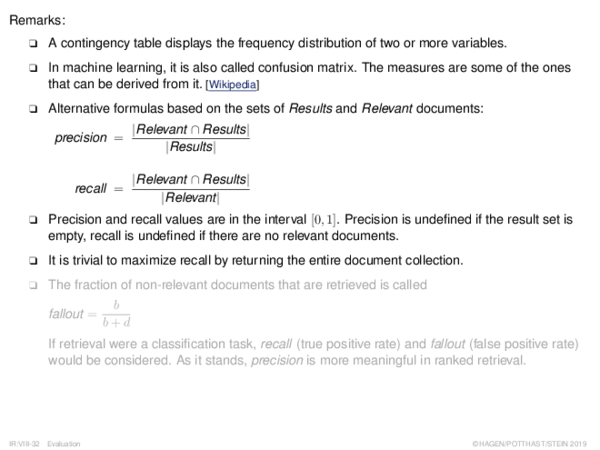 Remarks:
❑ A contingency table displays the frequency distribution of two or more variables.
❑ In machine learning, it is also called confusion matrix. The measures are some of the ones
that can be derived from it. [Wikipedia]
❑ Alternative formulas based on the sets of Results and Relevant documents:
precision = |Relevant ∩ Results| / |Results|
recall = |Relevant ∩ Results| / |Relevant|
❑ Precision and recall values are in the interval [0, 1]. Precision is undefined if the result set is
empty, recall is undefined if there are no relevant documents.
❑ It is trivial to maximize recall by returning the entire document collection.
❑ The fraction of non-relevant documents that are retrieved is called
fallout = b / b + d
If retrieval were a classification task, recall (true positive rate) and fallout (false positive rate)
would be considered. As it stands, precision is more meaningful in ranked retrieval.
IR:VIII-32 Evaluation ©HAGEN/POTTHAST/STEIN 2019